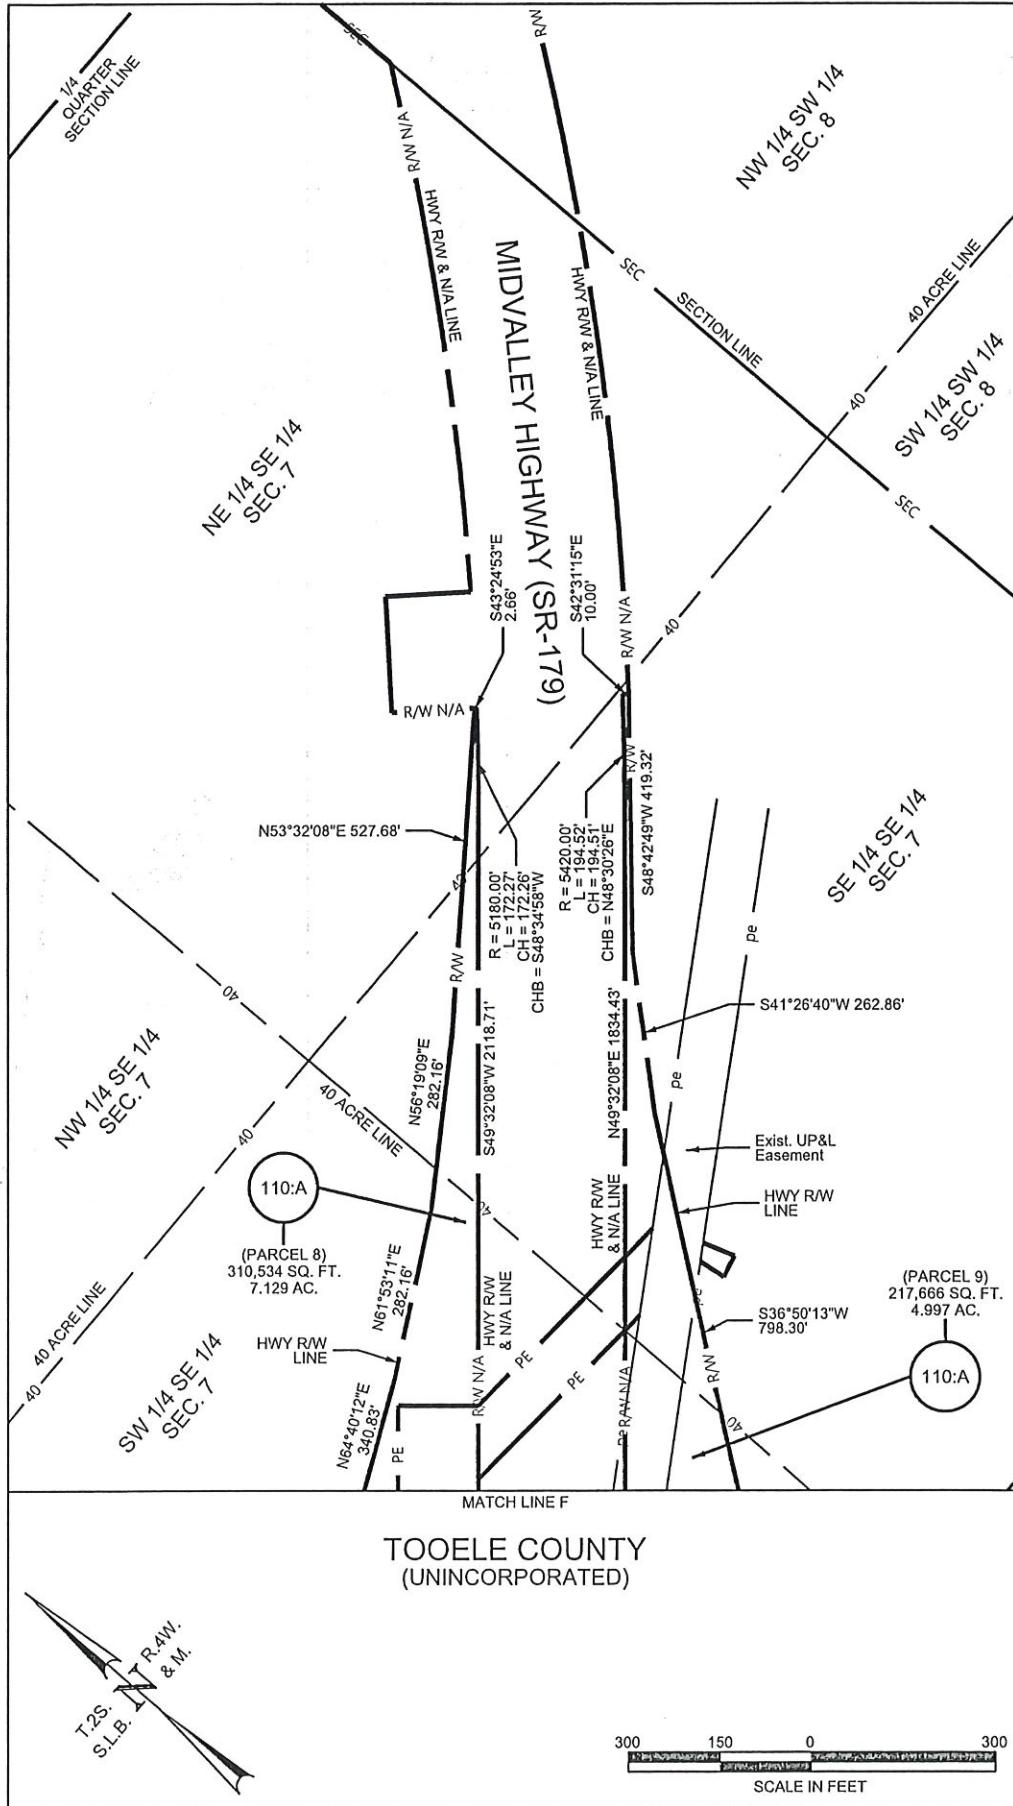 1/4
QUARTER
SECTION LINE
SEC
R/W
R/W N/A
HWY R/W & N/A LINE
NW 1/4 SW 1/4
SEC. 8
MIDVALLEY HIGHWAY (SR-179)
HWY R/W & N/A LINE
SEC
SECTION LINE
40 ACRE LINE
40
SW 1/4 SW 1/4
SEC. 8
SEC
NE 1/4 SE 1/4
SEC. 7
S43°24'53"E
2.66'
S42°31'15"E
10.00'
R/W N/A
40
R/W N/A
R/W
N53°32'08"E 527.68'
40
R = 5180.00'
L = 172.27'
CH = 172.26'
CHB = S48°34'58"W
R = 5420.00'
L = 194.52'
CH = 194.51'
CHB = N48°30'26"E
S48°42'49"W 419.32'
SE 1/4 SE 1/4
SEC. 7
pe
R/W
40
S41°26'40"W 262.86'
N56°19'09"E
282.16'
S49°32'08"W 2118.71'
N49°32'08"E 1834.43'
pe
NW 1/4 SE 1/4
SEC. 7
40 ACRE LINE
40
Exist. UP&L
Easement
110:A
40
HWY R/W
LINE
HWY R/W
& N/A LINE
(PARCEL 8)
310,534 SQ. FT.
7.129 AC.
N61°53'11"E
282.16'
HWY R/W
& N/A LINE
(PARCEL 9)
217,666 SQ. FT.
4.997 AC.
pe
S36°50'13"W
798.30'
40 ACRE LINE
40
HWY R/W
LINE
PE
PE
R/W
110:A
SW 1/4 SE 1/4
SEC. 7
N64°40'12"E
340.83'
PE
R/W N/A
pe
R/W N/A
40
MATCH LINE F
TOOELE COUNTY
(UNINCORPORATED)
T.2S. R.4W.
S.L.B. & M.
300 150 0 300
SCALE IN FEET